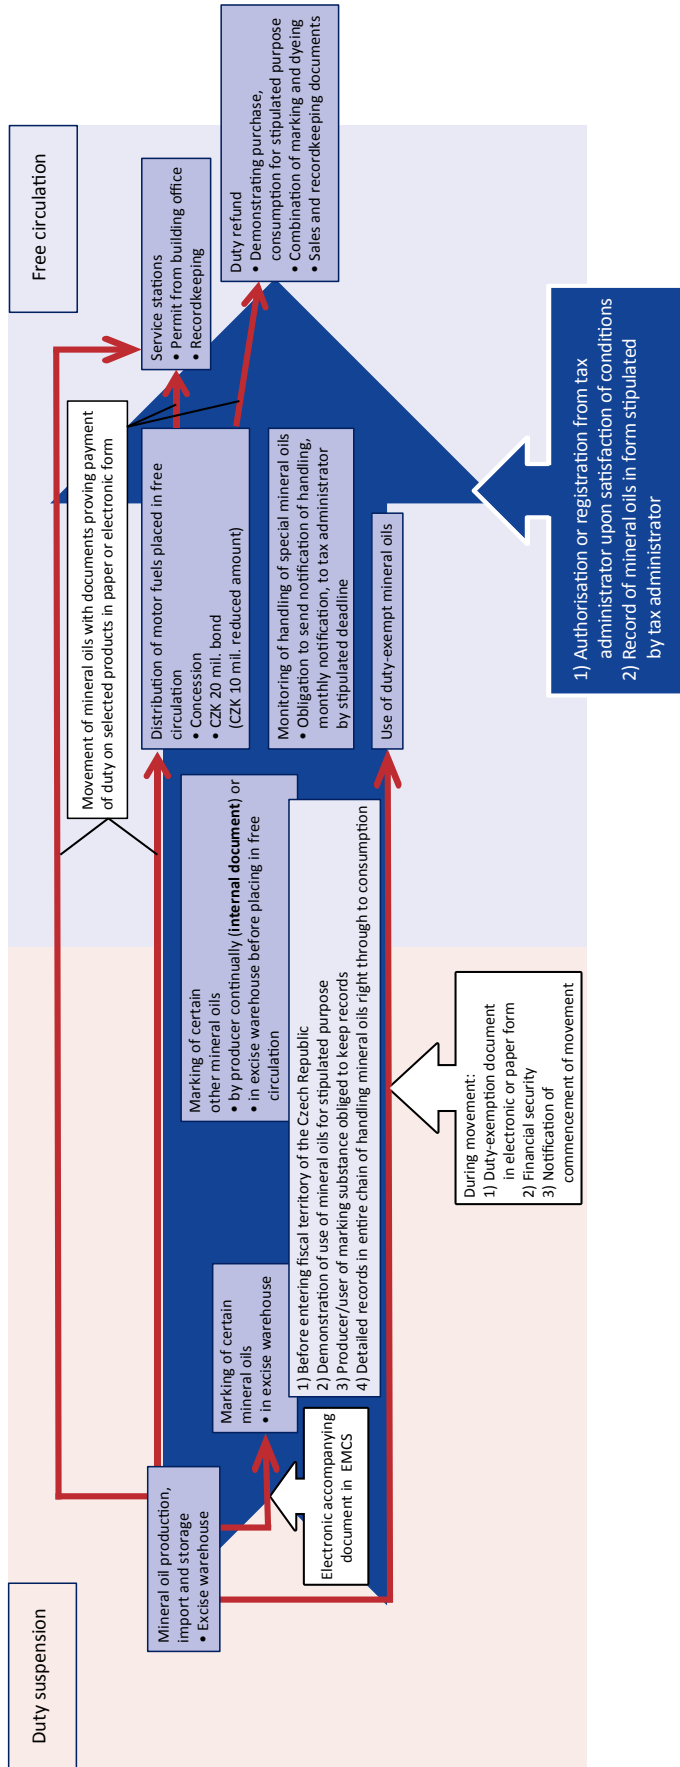 Duty suspension
Free circulation
Movement of mineral oils with documents proving payment
of duty on selected products in paper or electronic form
Mineral oil production,
import and storage
• Excise warehouse
Distribution of motor fuels placed in free
circulation
• Concession
• CZK 20 mil. bond
(CZK 10 mil. reduced amount)
Service stations
• Permit from building office
• Recordkeeping
Marking of certain
other mineral oils
• by producer continually (internal document) or
• in excise warehouse before placing in free
circulation
Marking of certain
mineral oils
• in excise warehouse
Duty refund
• Demonstrating purchase,
consumption for stipulated purpose
• Combination of marking and dyeing
• Sales and recordkeeping documents
Monitoring of handling of special mineral oils
• Obligation to send notification of handling,
monthly notification, to tax administrator
by stipulated deadline
1) Before entering fiscal territory of the Czech Republic
2) Demonstration of use of mineral oils for stipulated purpose
3) Producer/user of marking substance obliged to keep records
4) Detailed records in entire chain of handling mineral oils right through to consumption
Electronic accompanying
document in EMCS
Use of duty-exempt mineral oils
During movement:
1) Duty-exemption document
in electronic or paper form
2) Financial security
3) Notification of
commencement of movement
1) Authorisation or registration from tax
administrator upon satisfaction of conditions
2) Record of mineral oils in form stipulated
by tax administrator